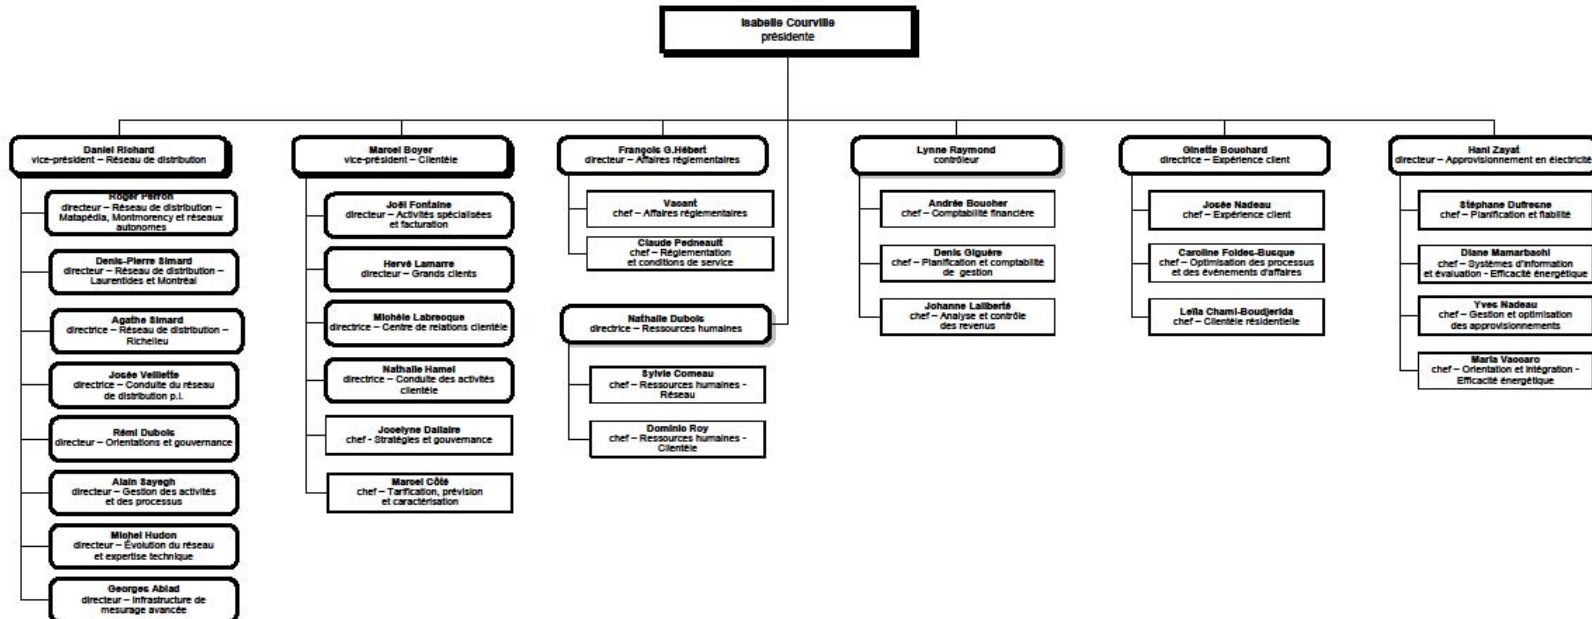 Isabelle Courville
présidente
Daniel Richard
vice-président – Réseau de distribution
Roger Perron
directeur – Réseau de distribution –
Matapédia, Montmorency et réseaux
autonomes
Denis-Pierre Simard
directeur – Réseau de distribution –
Laurentides et Montréal
Agathe Simard
directrice – Réseau de distribution –
Richelieu
Josée Veillette
directrice – Conduite du réseau
de distribution p.i.
Rémi Dubois
directeur – Orientations et gouvernance
Alain Sayegh
directeur – Gestion des activités
et des processus
Michel Hudon
directeur – Évolution du réseau
et expertise technique
Georges Abiad
directeur – Infrastructure de
mesurage avancée
Marcel Boyer
vice-président – Clientèle
Joël Fontaine
directeur – Activités spécialisées
et facturation
Hervé Lamarre
directeur – Grands clients
Michèle Labrecque
directrice – Centre de relations clientèle
Nathalie Hamel
directrice – Conduite des activités
clientèle
Jocelyne Dallaire
chef - Stratégies et gouvernance
Marcel Côté
chef – Tarification, prévision
et caractérisation
François G.Hébert
directeur – Affaires réglementaires
Vacant
chef – Affaires réglementaires
Claude Pedneault
chef – Réglementation
et conditions de service
Nathalie Dubois
directrice – Ressources humaines
Sylvie Comeau
chef – Ressources humaines -
Réseau
Dominic Roy
chef – Ressources humaines -
Clientèle
Lynne Raymond
contrôleur
Andrée Boucher
chef – Comptabilité financière
Denis Giguère
chef – Planification et comptabilité
de gestion
Johanne Laliberté
chef – Analyse et contrôle
des revenus
Ginette Bouchard
directrice – Expérience client
Josée Nadeau
chef – Expérience client
Caroline Foldes-Busque
chef – Optimisation des processus
et des événements d'affaires
Leïla Chami-Boudjerida
chef – Clientèle résidentielle
Hani Zayat
directeur – Approvisionnement en électricité
Stéphane Dufresne
chef – Planification et fiabilité
Diane Mamarbachi
chef – Systèmes d'information
et évaluation - Efficacité énergétique
Yves Nadeau
chef – Gestion et optimisation
des approvisionnements
Maria Vaccaro
chef – Orientation et intégration -
Efficacité énergétique